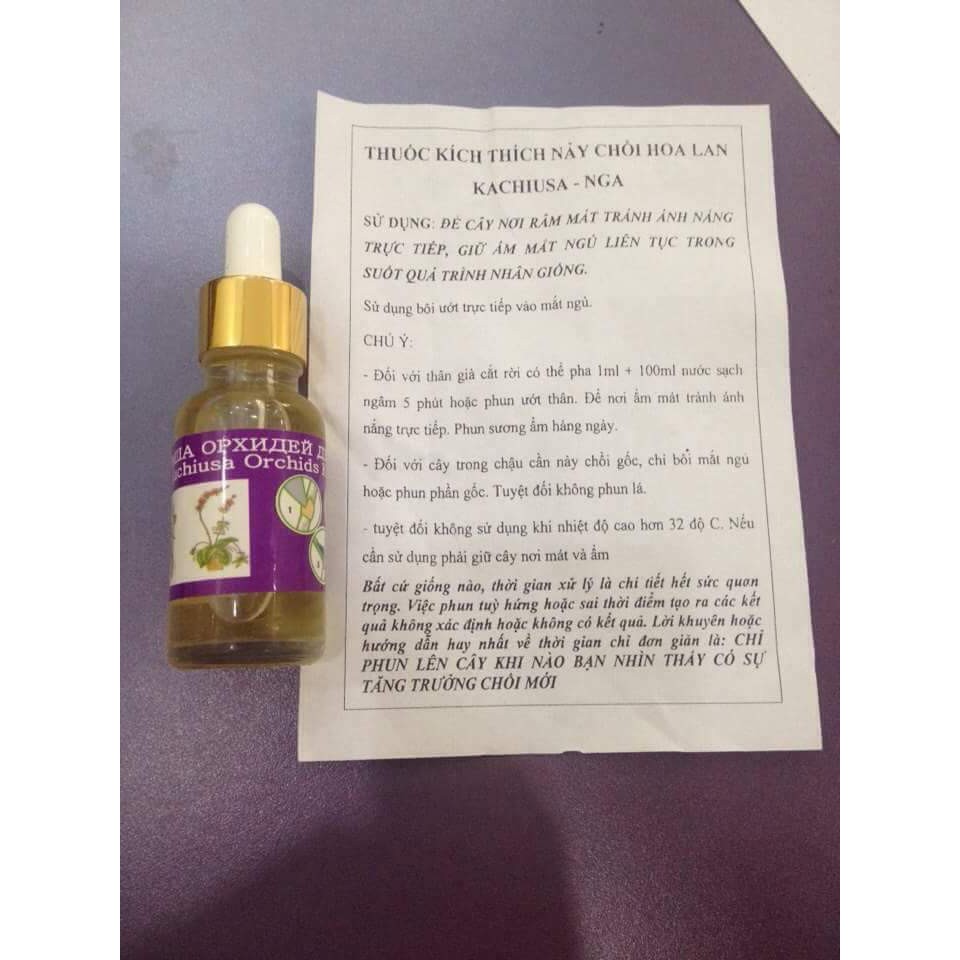 THUỐC KÍCH THÍCH NẢY CHỒI HOA LAN
KACHIUSA - NGA
SỬ DỤNG: ĐỂ CÂY NƠI RÂM MÁT TRÁNH ÁNH NẮNG
TRỰC TIẾP, GIỮ ẨM MẮT NGỦ LIÊN TỤC TRONG
SUỐT QUÁ TRÌNH NHÂN GIỐNG.
Sử dụng bôi ướt trực tiếp vào mắt ngủ.
CHÚ Ý:
- Đối với thân già cắt rời có thể pha 1ml + 100ml nước sạch
ngâm 5 phút hoặc phun ướt thân. Để nơi ẩm mát tránh ánh
nắng trực tiếp. Phun sương ẩm hàng ngày.
- Đối với cây trong chậu cần nảy chồi gốc, chỉ bôi mắt ngủ
hoặc phun phần gốc. Tuyệt đối không phun lá.
- tuyệt đối không sử dụng khi nhiệt độ cao hơn 32 độ C. Nếu
cần sử dụng phải giữ cây nơi mát và ẩm
Bất cứ giống nào, thời gian xử lý là chi tiết hết sức quan
trọng. Việc phun tuỳ hứng hoặc sai thời điểm tạo ra các kết
quả không xác định hoặc không có kết quả. Lời khuyên hoặc
hướng dẫn hay nhất về thời gian chỉ đơn giản là: CHỈ
PHUN LÊN CÂY KHI NÀO BẠN NHÌN THẤY CÓ SỰ
TĂNG TRƯỞNG CHỒI MỚI
ОРХИДЕЙ
chiusa Orchids
1